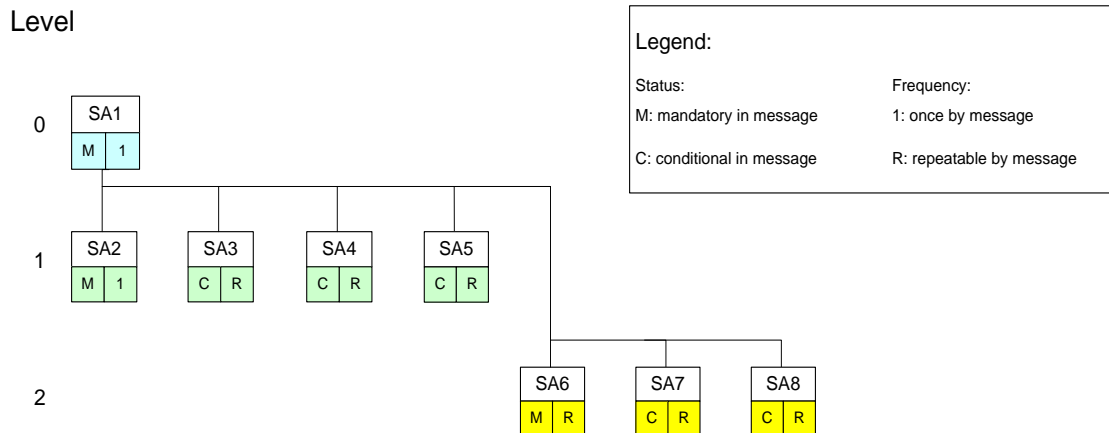 Level
Legend:
Status: Frequency:
M: mandatory in message 1: once by message
C: conditional in message R: repeatable by message
0
SA1
M 1
1
SA2 SA3 SA4 SA5
M 1 C R C R C R
2
SA6 SA7 SA8
M R C R C R